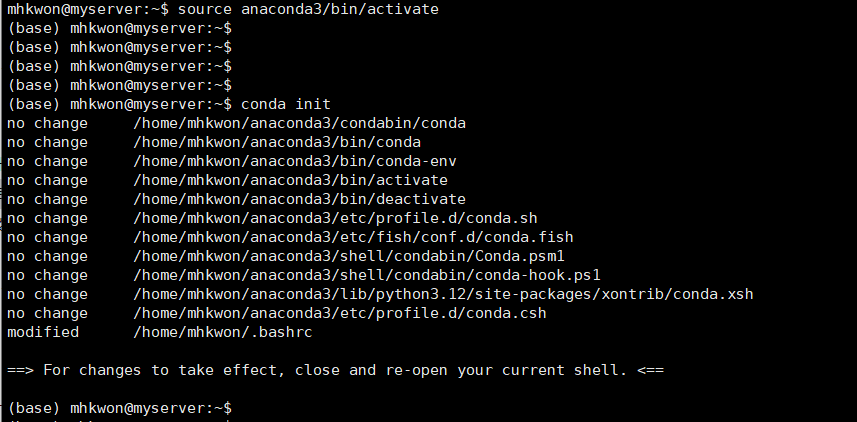 mhkwon@myserver:~$ source anaconda3/bin/activate
(base) mhkwon@myserver:~$
(base) mhkwon@myserver:~$
(base) mhkwon@myserver:~$
(base) mhkwon@myserver:~$
(base) mhkwon@myserver:~$ conda init
no change     /home/mhkwon/anaconda3/condabin/conda
no change     /home/mhkwon/anaconda3/bin/conda
no change     /home/mhkwon/anaconda3/bin/conda-env
no change     /home/mhkwon/anaconda3/bin/activate
no change     /home/mhkwon/anaconda3/bin/deactivate
no change     /home/mhkwon/anaconda3/etc/profile.d/conda.sh
no change     /home/mhkwon/anaconda3/etc/fish/conf.d/conda.fish
no change     /home/mhkwon/anaconda3/shell/condabin/Conda.psm1
no change     /home/mhkwon/anaconda3/shell/condabin/conda-hook.ps1
no change     /home/mhkwon/anaconda3/lib/python3.12/site-packages/xontrib/conda.xsh
no change     /home/mhkwon/anaconda3/etc/profile.d/conda.csh
modified      /home/mhkwon/.bashrc
==> For changes to take effect, close and re-open your current shell. <==
(base) mhkwon@myserver:~$